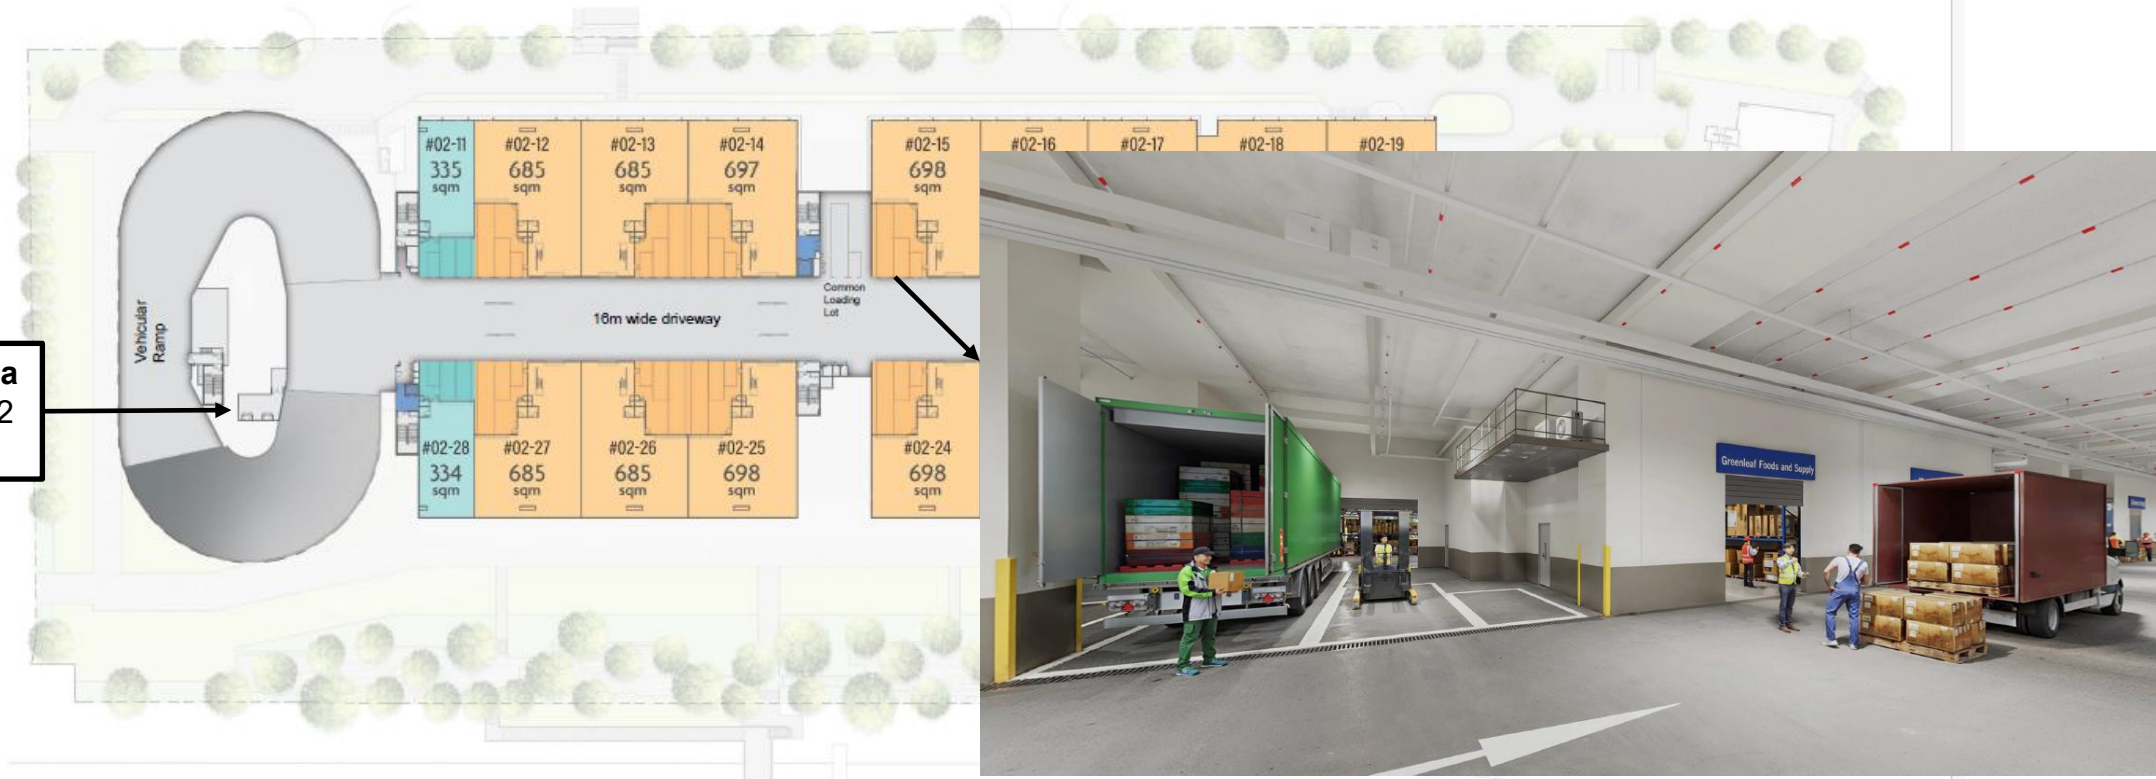 #02-11
335
sqm
#02-12
685
sqm
#02-13
685
sqm
#02-14
697
sqm
#02-15
698
sqm
#02-16
#02-17
#02-18
#02-19
Vehicular
Ramp
16m wide driveway
Common
Loading
Lot
a
2
#02-28
334
sqm
#02-27
685
sqm
#02-26
685
sqm
#02-25
698
sqm
#02-24
698
sqm
Greenleaf Foods and Supply